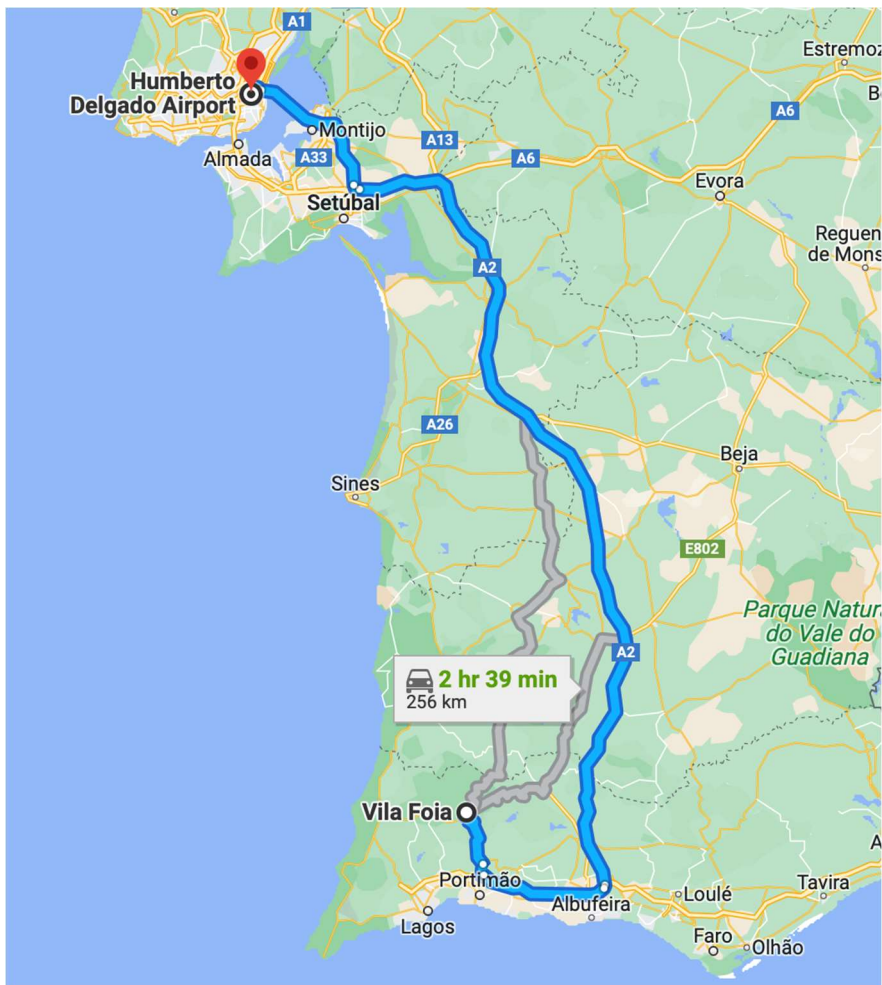 A1
Estremoz
Humberto
Delgado Airport
A6
Montijo
A13
Almada
A33
A6
Evora
Setúbal
Reguen
de Mons
A2
A26
Beja
Sines
E802
Parque Natura
do Vale do
Guadiana
A2
2 hr 39 min
256 km
Vila Foia
Portimão
Albufeira
Loulé
Tavira
Lagos
Faro
Olhão